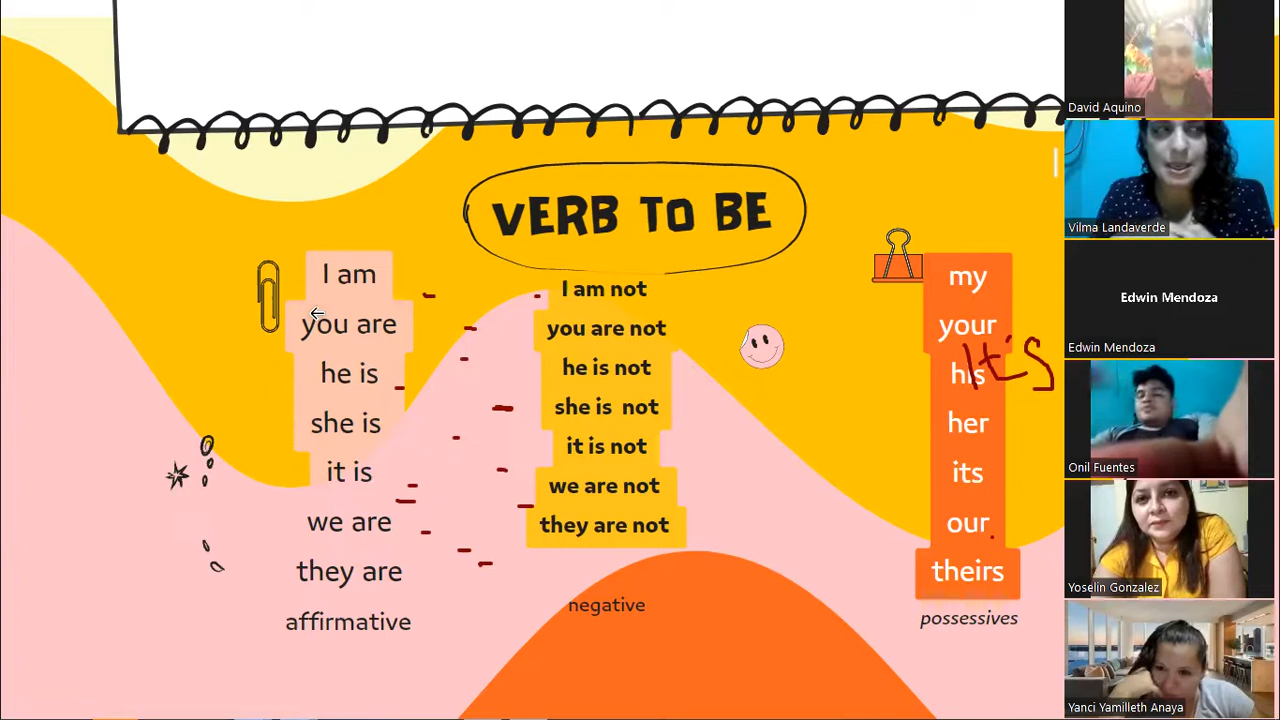 VERB TO BE
I am
you are
he is
she is
it is
we are
they are
affirmative
I am not
you are not
he is not
she is not
it is not
we are not
they are not
negative
my
your
It's
his
her
its
our
theirs
possessives
David Aquino
Vilma Landaverde
Edwin Mendoza
Edwin Mendoza
Onil Fuentes
Yoselin Gonzalez
Yanci Yamilleth Anaya